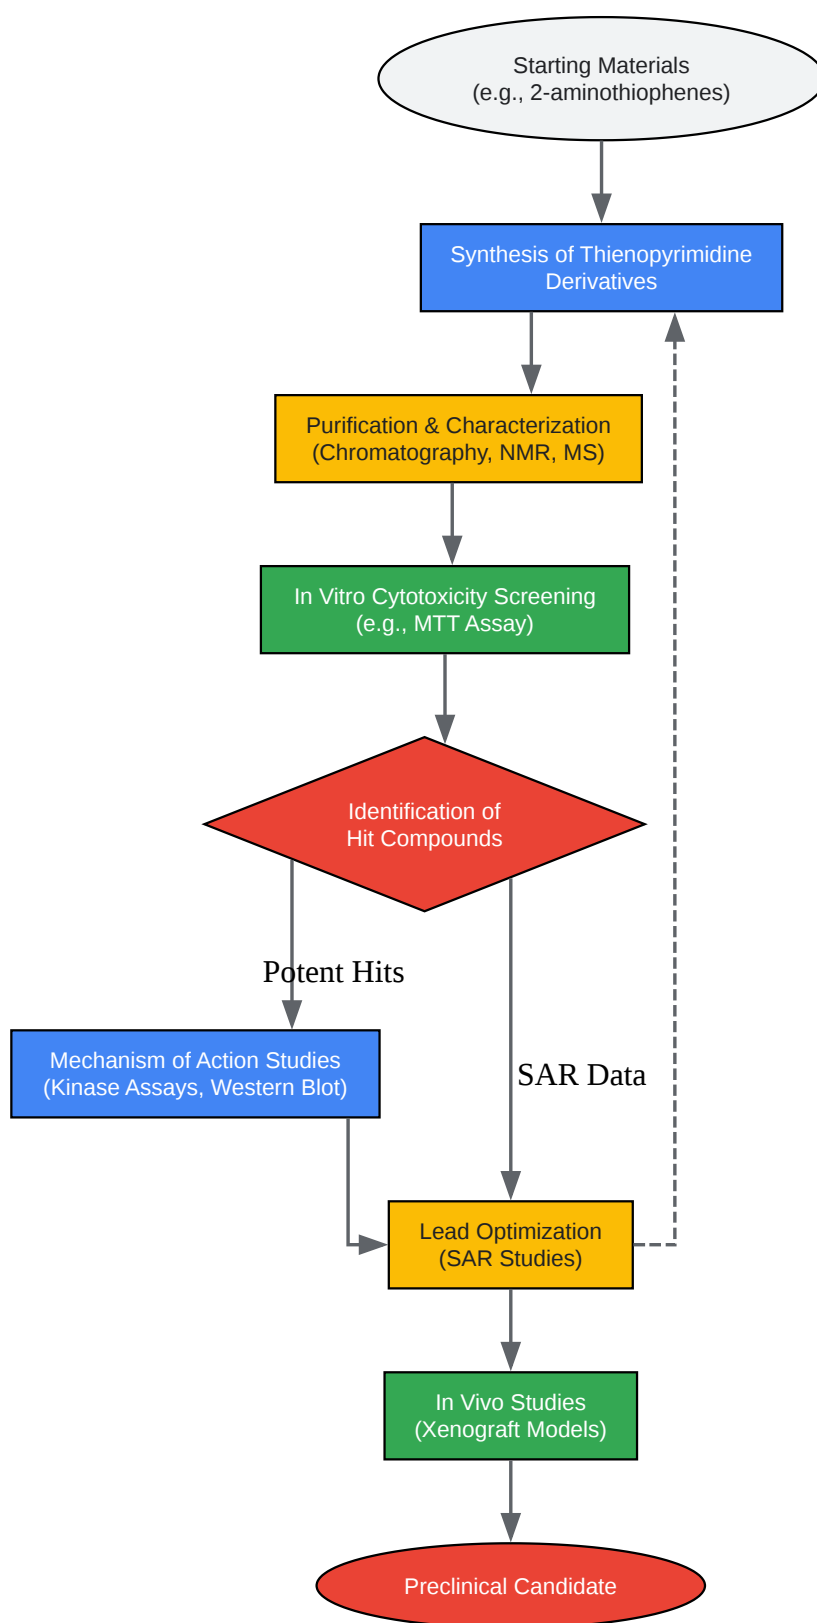 Starting Materials
(e.g., 2-aminothiophenes)
Synthesis of Thienopyrimidine
Derivatives
Purification & Characterization
(Chromatography, NMR, MS)
In Vitro Cytotoxicity Screening
(e.g., MTT Assay)
Identification of
Hit Compounds
Potent Hits
Mechanism of Action Studies
(Kinase Assays, Western Blot)
SAR Data
Lead Optimization
(SAR Studies)
In Vivo Studies
(Xenograft Models)
Preclinical Candidate